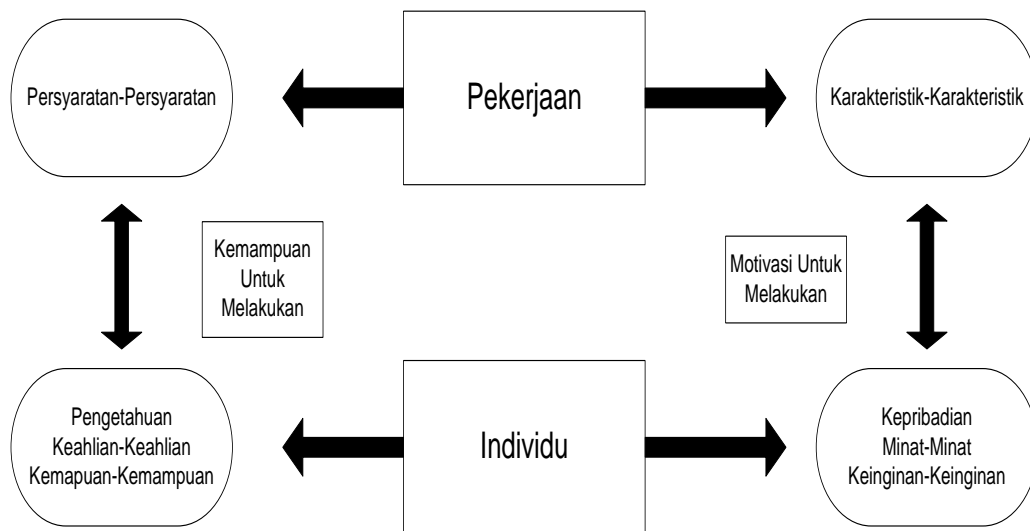 Persyaratan-Persyaratan
Pekerjaan
Karakteristik-Karakteristik
Kemampuan
Untuk
Melakukan
Motivasi Untuk
Melakukan
Pengetahuan
Keahlian-Keahlian
Kemapuan-Kemampuan
Individu
Kepribadian
Minat-Minat
Keinginan-Keinginan